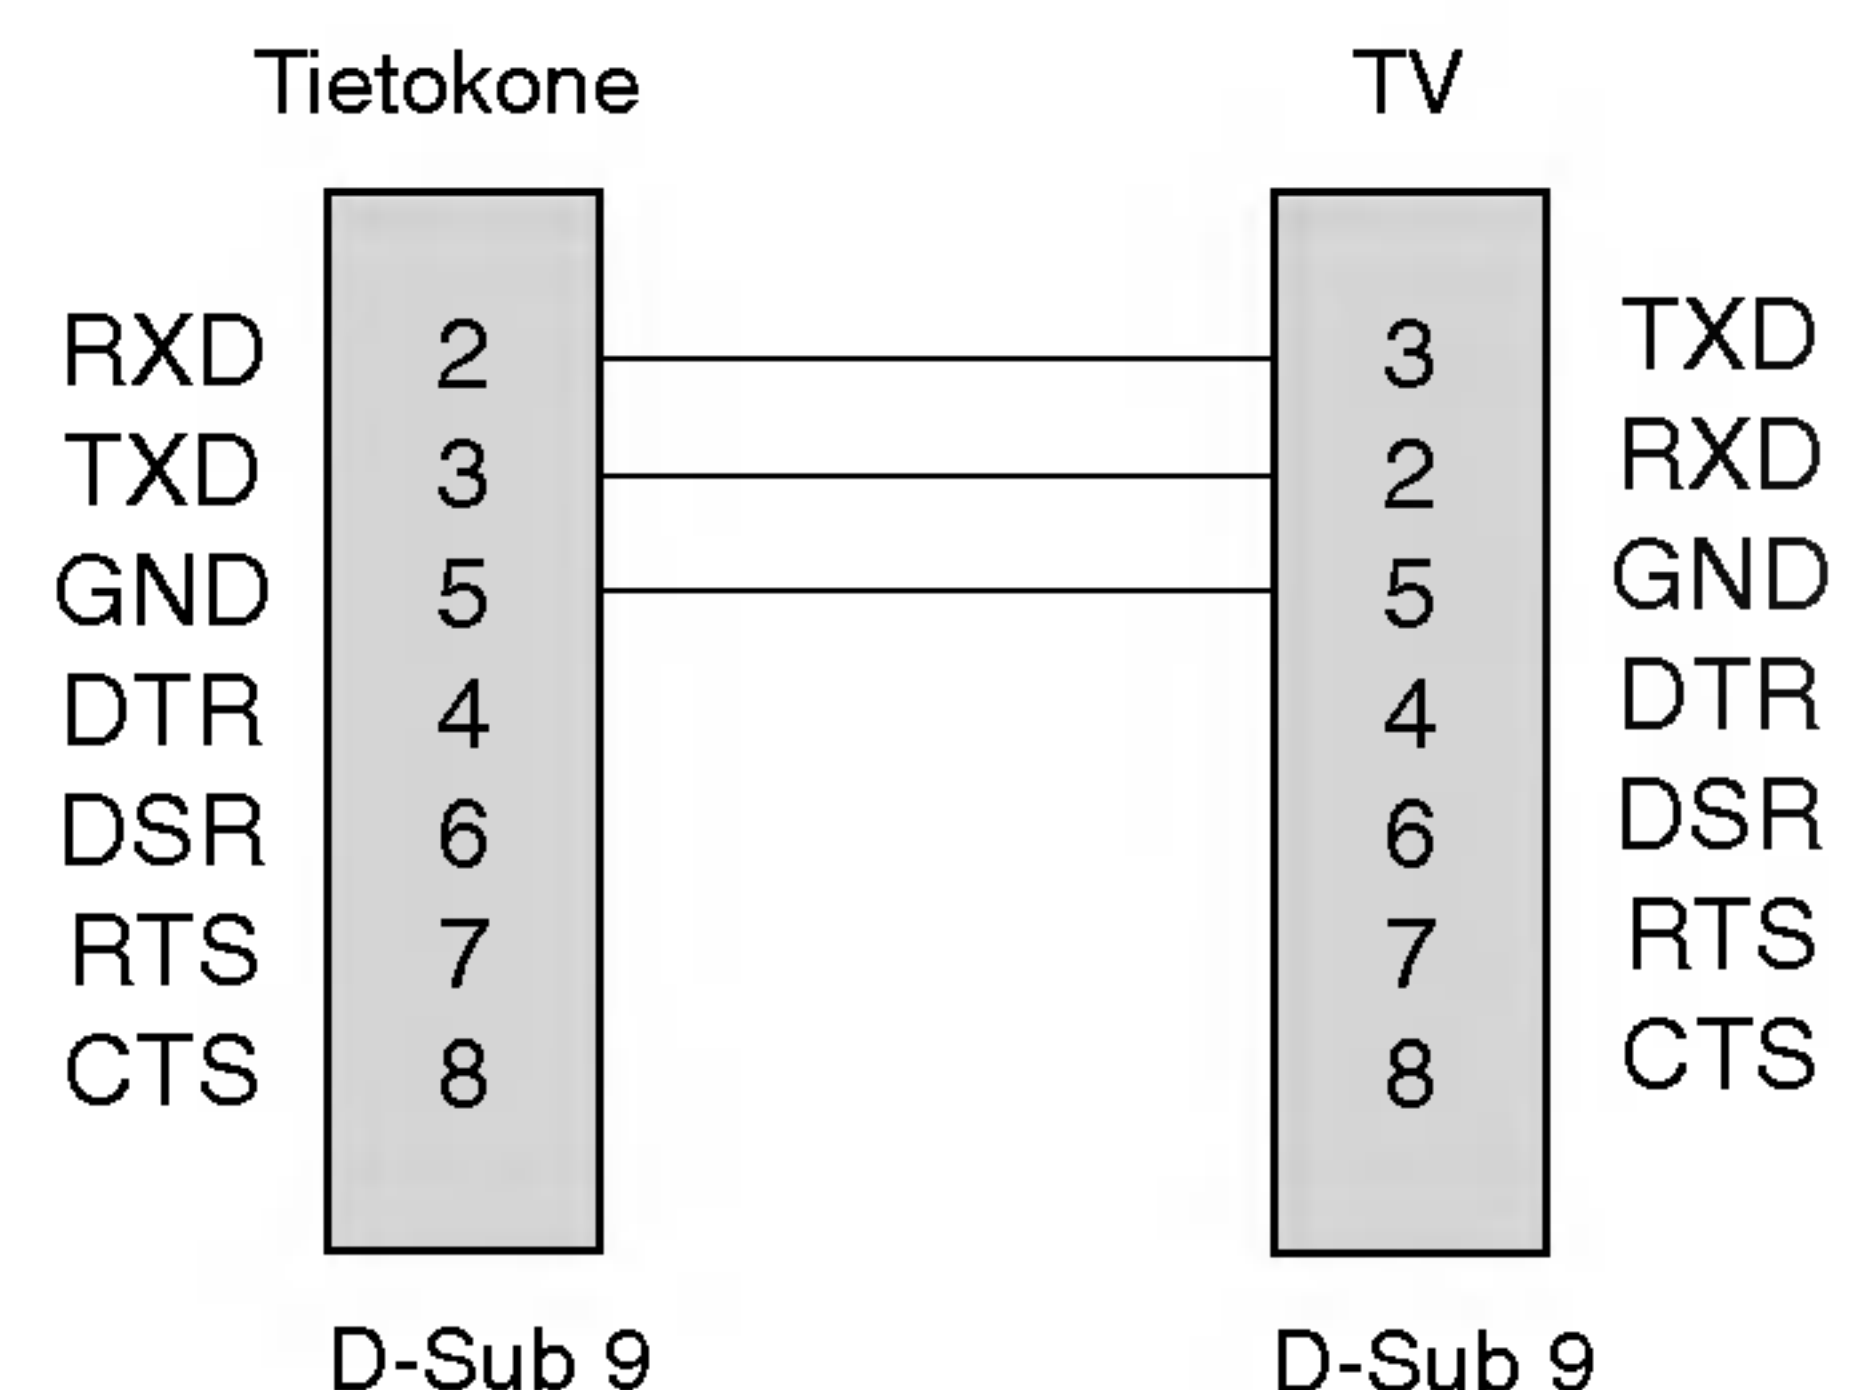 Tietokone TV
RXD 2 3 TXD
TXD 3 2 RXD
GND 5 5 GND
DTR 4 4 DTR
DSR 6 6 DSR
RTS 7 7 RTS
CTS 8 8 CTS
D-Sub 9 D-Sub 9